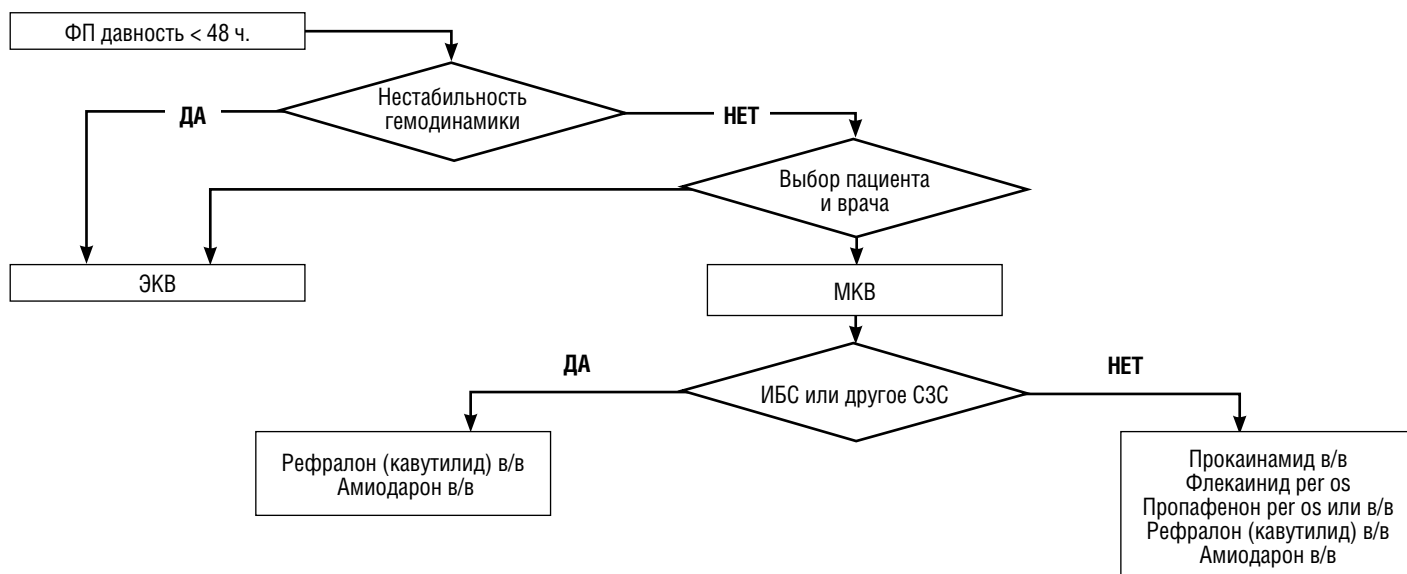 ФП давность < 48 ч.
Нестабильность
гемодинамики
ДА
НЕТ
Выбор пациента
и врача
ЭКВ
МКВ
ДА
НЕТ
ИБС или другое СЗС
Рефралон (кавутилид) в/в
Амиодарон в/в
Прокаинамид в/в
Флекаинид per os
Пропафенон per os или в/в
Рефралон (кавутилид) в/в
Амиодарон в/в